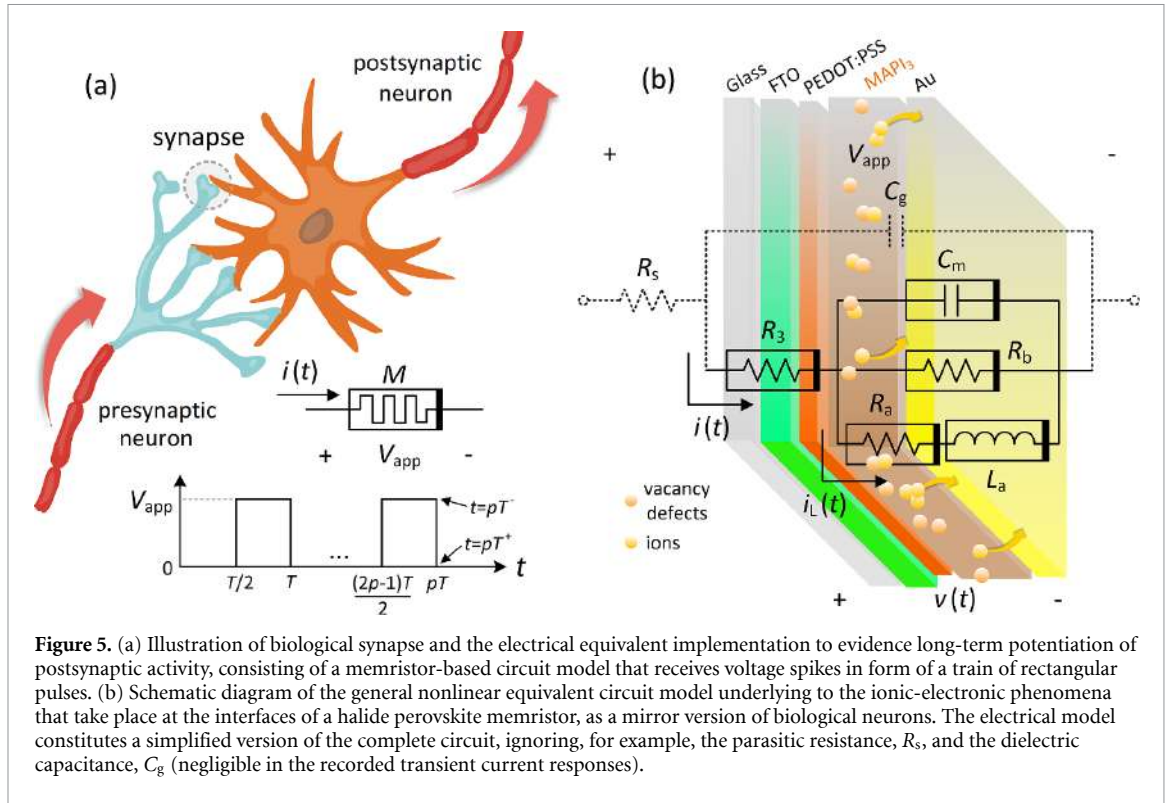 (a)
postsynaptic
neuron
synapse
presynaptic
neuron
i(t)
M
+
V_app
-
V_app
0
T/2
T
...
(2p-1)T
2
pT
t
t=pT⁻
t=pT⁺
(b)
Glass
FTO
PEDOT:PSS
MAPI₃
Au
+
-
V_app
C_g
R_s
C_m
R_3
R_b
R_a
i(t)
L_a
i_L(t)
vacancy
defects
ions
+
v(t)
-
Figure 5. (a) Illustration of biological synapse and the electrical equivalent implementation to evidence long-term potentiation of
postsynaptic activity, consisting of a memristor-based circuit model that receives voltage spikes in form of a train of rectangular
pulses. (b) Schematic diagram of the general nonlinear equivalent circuit model underlying to the ionic-electronic phenomena
that take place at the interfaces of a halide perovskite memristor, as a mirror version of biological neurons. The electrical model
constitutes a simplified version of the complete circuit, ignoring, for example, the parasitic resistance, R_s, and the dielectric
capacitance, C_g (negligible in the recorded transient current responses).